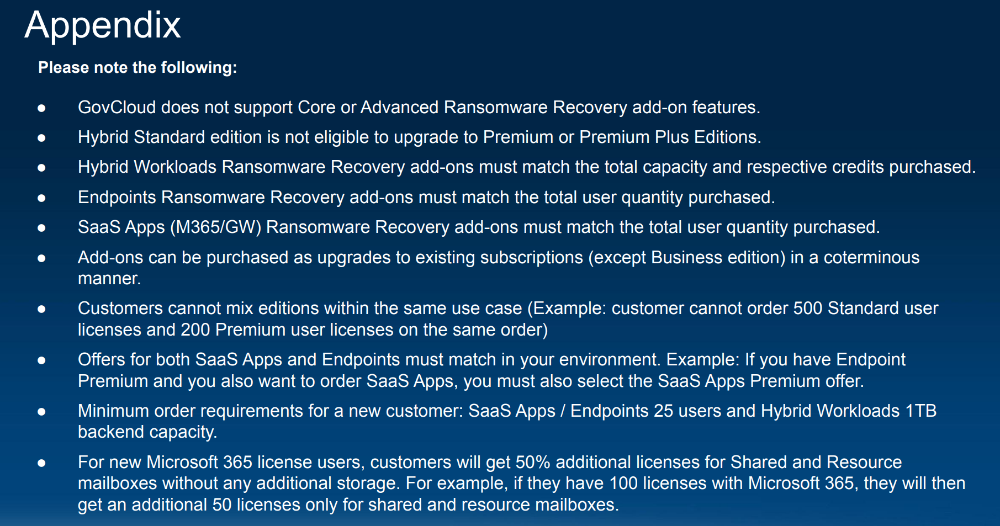 Appendix
Please note the following:
● GovCloud does not support Core or Advanced Ransomware Recovery add-on features.
● Hybrid Standard edition is not eligible to upgrade to Premium or Premium Plus Editions.
● Hybrid Workloads Ransomware Recovery add-ons must match the total capacity and respective credits purchased.
● Endpoints Ransomware Recovery add-ons must match the total user quantity purchased.
● SaaS Apps (M365/GW) Ransomware Recovery add-ons must match the total user quantity purchased.
● Add-ons can be purchased as upgrades to existing subscriptions (except Business edition) in a coterminous
manner.
● Customers cannot mix editions within the same use case (Example: customer cannot order 500 Standard user
licenses and 200 Premium user licenses on the same order)
● Offers for both SaaS Apps and Endpoints must match in your environment. Example: If you have Endpoint
Premium and you also want to order SaaS Apps, you must also select the SaaS Apps Premium offer.
● Minimum order requirements for a new customer: SaaS Apps / Endpoints 25 users and Hybrid Workloads 1TB
backend capacity.
● For new Microsoft 365 license users, customers will get 50% additional licenses for Shared and Resource
mailboxes without any additional storage. For example, if they have 100 licenses with Microsoft 365, they will then
get an additional 50 licenses only for shared and resource mailboxes.